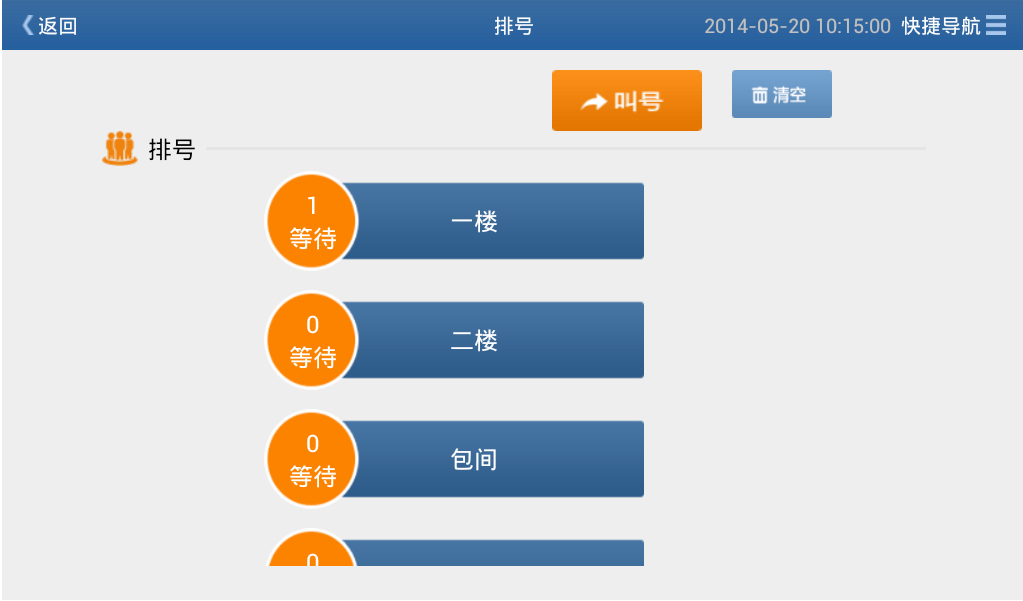 返回
排号
2014-05-20 10:15:00
快捷导航
叫号
清空
排号
1
等待
一楼
0
等待
二楼
0
等待
包间
0